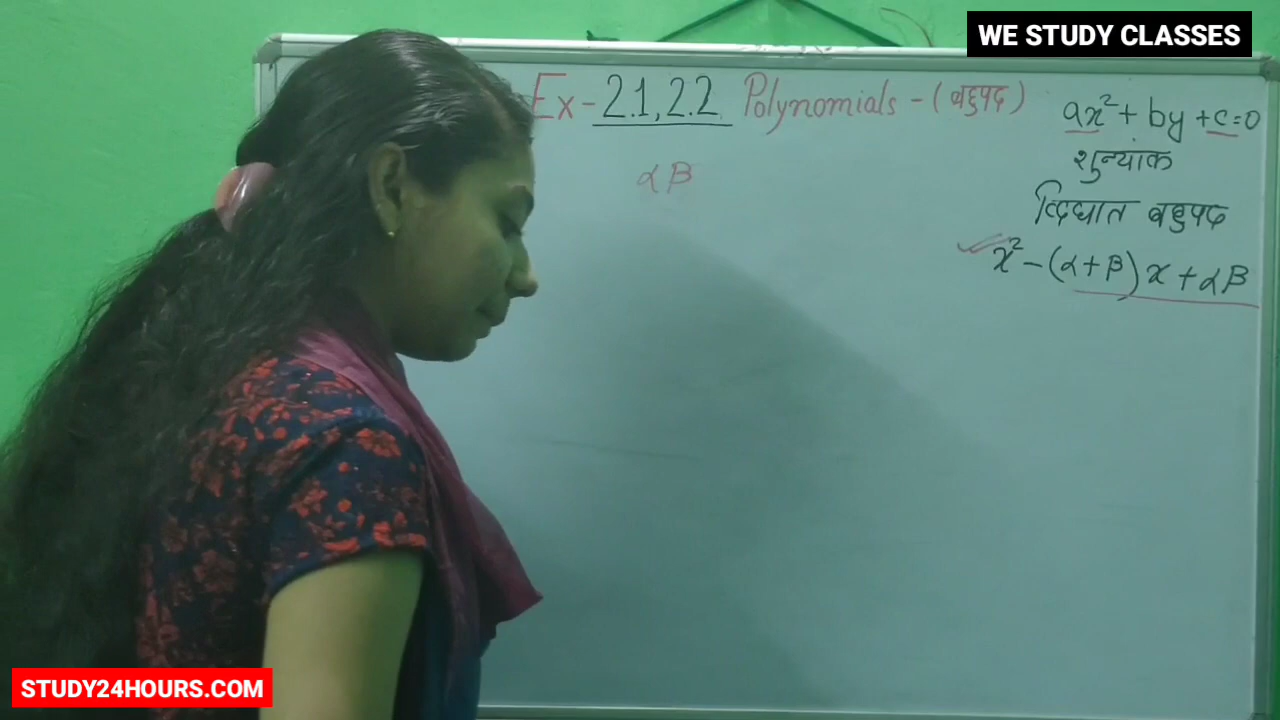 WE STUDY CLASSES
Ex-2.1,2.2 Polynomials-(बहुपद)
ax²+by+c=0
शुन्यांक
αβ
द्विघात बहुपद
x²-(α+β)x+αβ
STUDY24HOURS.COM